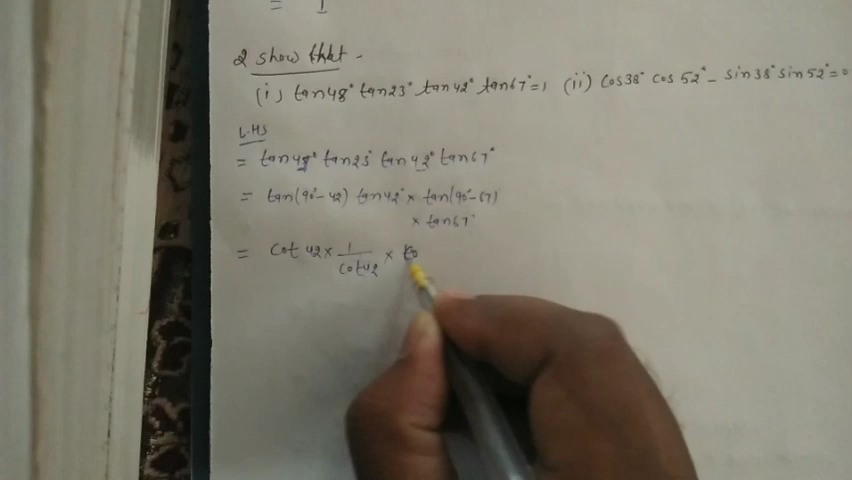 = 1
2 show that -
(i) tan48° tan23° tan42° tan67°=1 (ii) cos38° cos52° - sin38° sin52°=0
L.H.S
= tan48° tan23° tan42° tan67°
= tan(90°-42) tan42° × tan(90°-67)
× tan67°
= cot42 × 1/cot42 ×